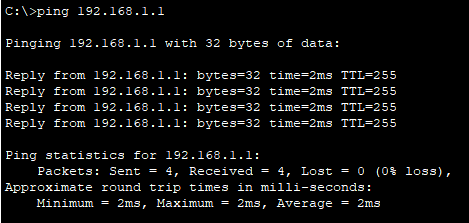 C:\>ping 192.168.1.1
Pinging 192.168.1.1 with 32 bytes of data:
Reply from 192.168.1.1: bytes=32 time=2ms TTL=255
Reply from 192.168.1.1: bytes=32 time=2ms TTL=255
Reply from 192.168.1.1: bytes=32 time=2ms TTL=255
Reply from 192.168.1.1: bytes=32 time=2ms TTL=255
Ping statistics for 192.168.1.1:
    Packets: Sent = 4, Received = 4, Lost = 0 (0% loss),
Approximate round trip times in milli-seconds:
    Minimum = 2ms, Maximum = 2ms, Average = 2ms